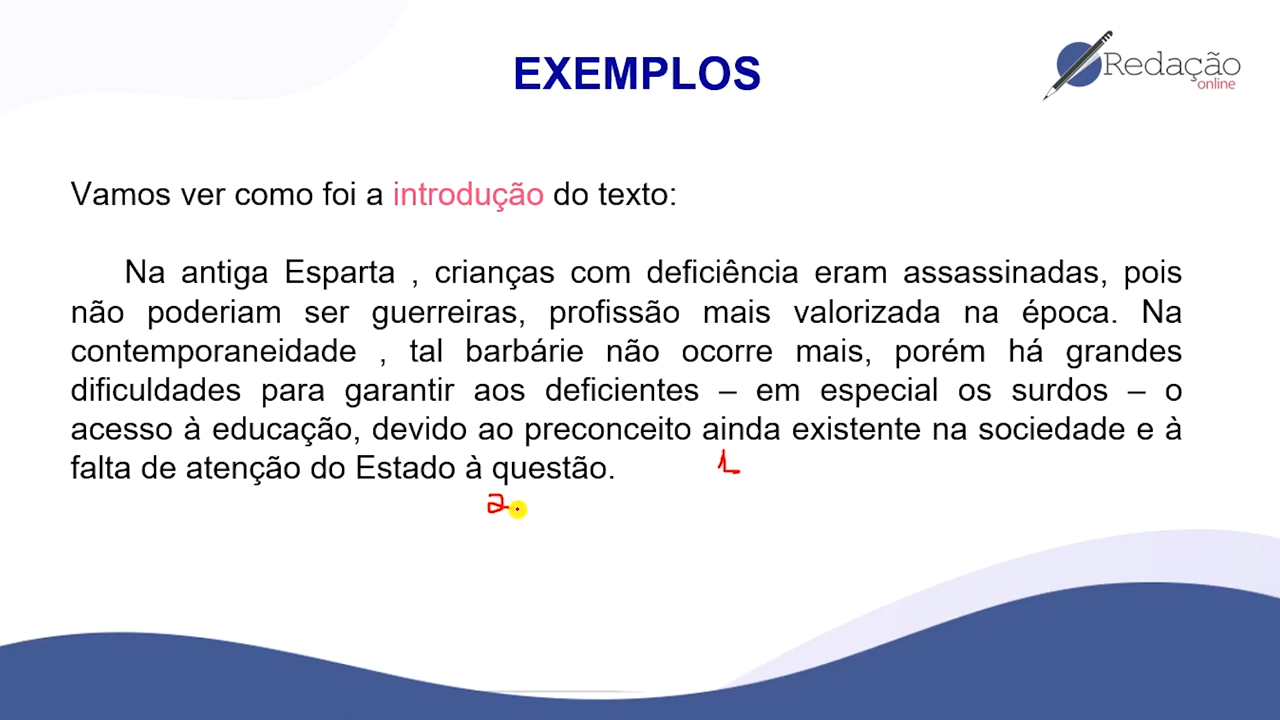 EXEMPLOS
Redação
online
Vamos ver como foi a introdução do texto:
Na antiga Esparta , crianças com deficiência eram assassinadas, pois
não poderiam ser guerreiras, profissão mais valorizada na época. Na
contemporaneidade , tal barbárie não ocorre mais, porém há grandes
dificuldades para garantir aos deficientes – em especial os surdos – o
acesso à educação, devido ao preconceito ainda existente na sociedade e à
falta de atenção do Estado à questão.
1
2